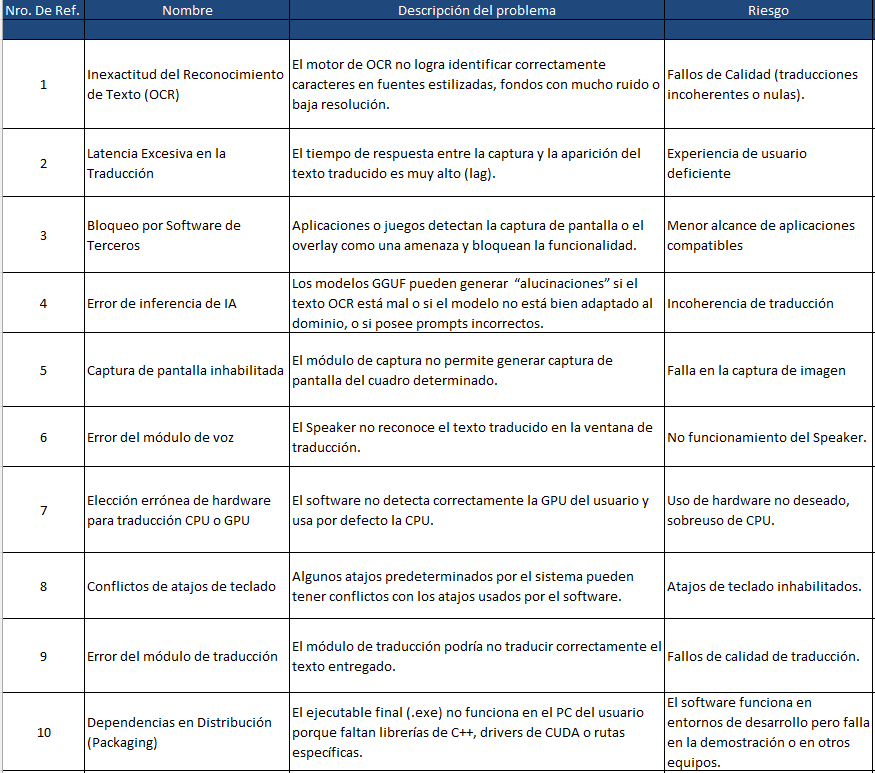 Nro. De Ref. Nombre Descripción del problema Riesgo
1
Inexactitud del Reconocimiento
de Texto (OCR)
El motor de OCR no logra identificar correctamente
caracteres en fuentes estilizadas, fondos con mucho ruido o
baja resolución.
Fallos de Calidad (traducciones
incoherentes o nulas).
2
Latencia Excesiva en la
Traducción
El tiempo de respuesta entre la captura y la aparición del
texto traducido es muy alto (lag).
Experiencia de usuario
deficiente
3
Bloqueo por Software de
Terceros
Aplicaciones o juegos detectan la captura de pantalla o el
overlay como una amenaza y bloquean la funcionalidad.
Menor alcance de aplicaciones
compatibles
4
Error de inferencia de IA
Los modelos GGUF pueden generar “alucinaciones” si el
texto OCR está mal o si el modelo no está bien adaptado al
dominio, o si posee prompts incorrectos.
Incoherencia de traducción
5
Captura de pantalla inhabilitada
El módulo de captura no permite generar captura de
pantalla del cuadro determinado.
Falla en la captura de imagen
6
Error del módulo de voz
El Speaker no reconoce el texto traducido en la ventana de
traducción.
No funcionamiento del Speaker.
7
Elección errónea de hardware
para traducción CPU o GPU
El software no detecta correctamente la GPU del usuario y
usa por defecto la CPU.
Uso de hardware no deseado,
sobreuso de CPU.
8
Conflictos de atajos de teclado
Algunos atajos predeterminados por el sistema pueden
tener conflictos con los atajos usados por el software.
Atajos de teclado inhabilitados.
9
Error del módulo de traducción
El módulo de traducción podría no traducir correctamente el
texto entregado.
Fallos de calidad de traducción.
10
Dependencias en Distribución
(Packaging)
El ejecutable final (.exe) no funciona en el PC del usuario
porque faltan librerías de C++, drivers de CUDA o rutas
específicas.
El software funciona en
entornos de desarrollo pero falla
en la demostración o en otros
equipos.